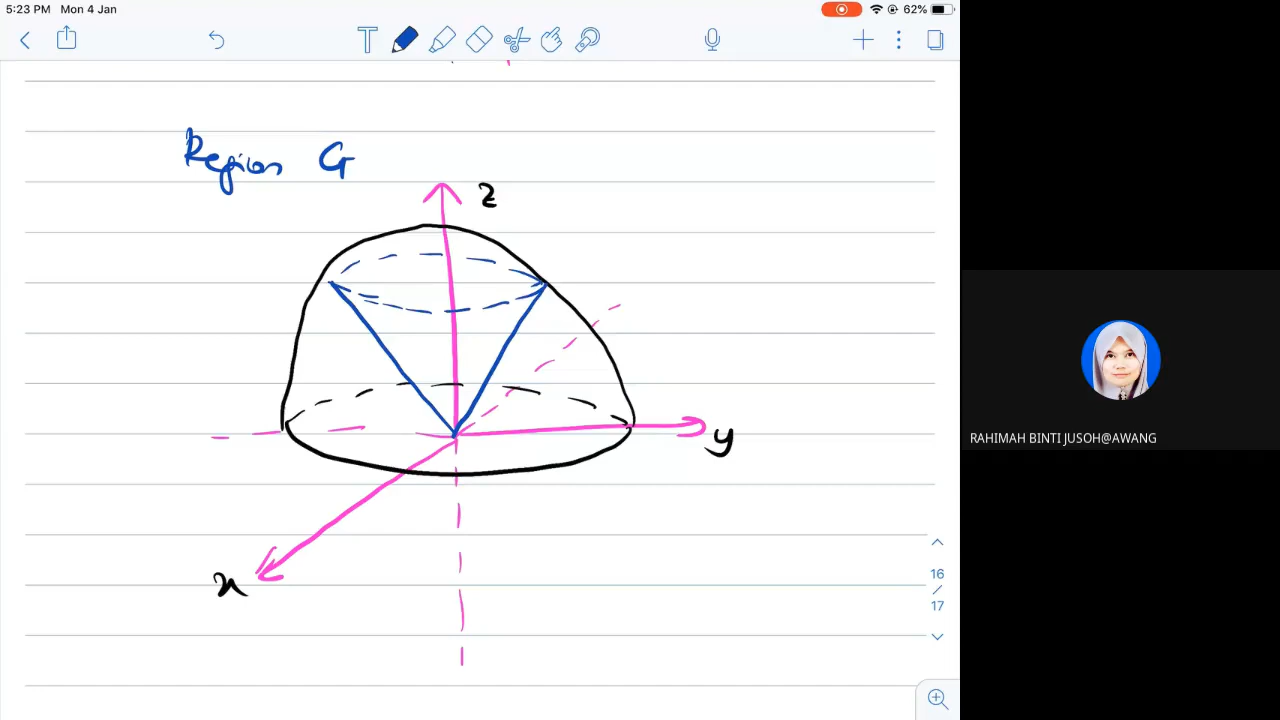 5:23 PM Mon 4 Jan
62%
T
Region G
z
y
x
16
/
17
RAHIMAH BINTI JUSOH@AWANG